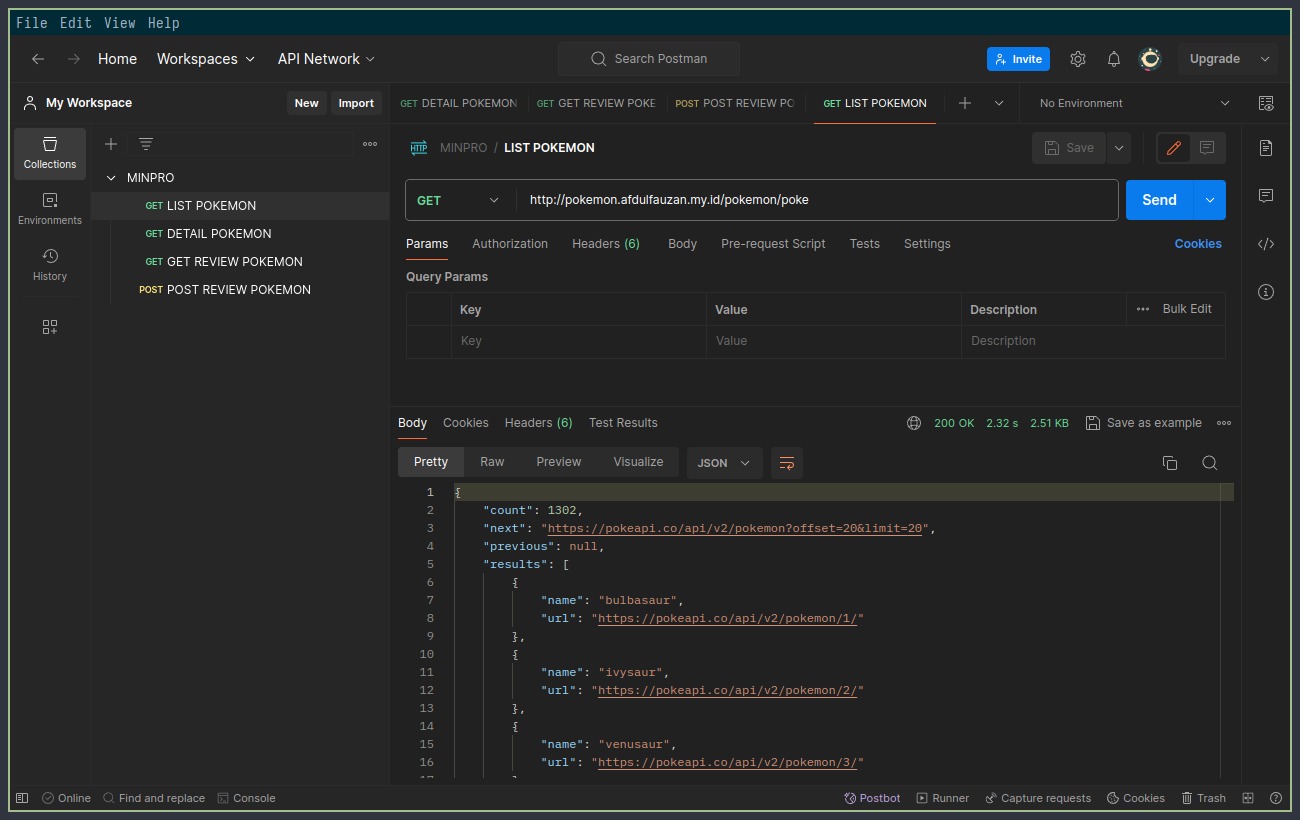 File Edit View Help
Home Workspaces API Network Search Postman Invite Upgrade
My Workspace New Import GET DETAIL POKEMON GET GET REVIEW POKE POST POST REVIEW PO GET LIST POKEMON No Environment
Collections
Environments
History
MINPRO
GET LIST POKEMON
GET DETAIL POKEMON
GET GET REVIEW POKEMON
POST POST REVIEW POKEMON
HTTP MINPRO / LIST POKEMON Save
GET http://pokemon.afdulfauzan.my.id/pokemon/poke Send
Params Authorization Headers (6) Body Pre-request Script Tests Settings Cookies
Query Params
Key Value Description Bulk Edit
Key Value Description
Body Cookies Headers (6) Test Results 200 OK 2.32 s 2.51 KB Save as example
Pretty Raw Preview Visualize JSON
1 {
2 "count": 1302,
3 "next": "https://pokeapi.co/api/v2/pokemon?offset=20&limit=20",
4 "previous": null,
5 "results": [
6 {
7 "name": "bulbasaur",
8 "url": "https://pokeapi.co/api/v2/pokemon/1/"
9 },
10 {
11 "name": "ivysaur",
12 "url": "https://pokeapi.co/api/v2/pokemon/2/"
13 },
14 {
15 "name": "venusaur",
16 "url": "https://pokeapi.co/api/v2/pokemon/3/"
Online Find and replace Console Postbot Runner Capture requests Cookies Trash